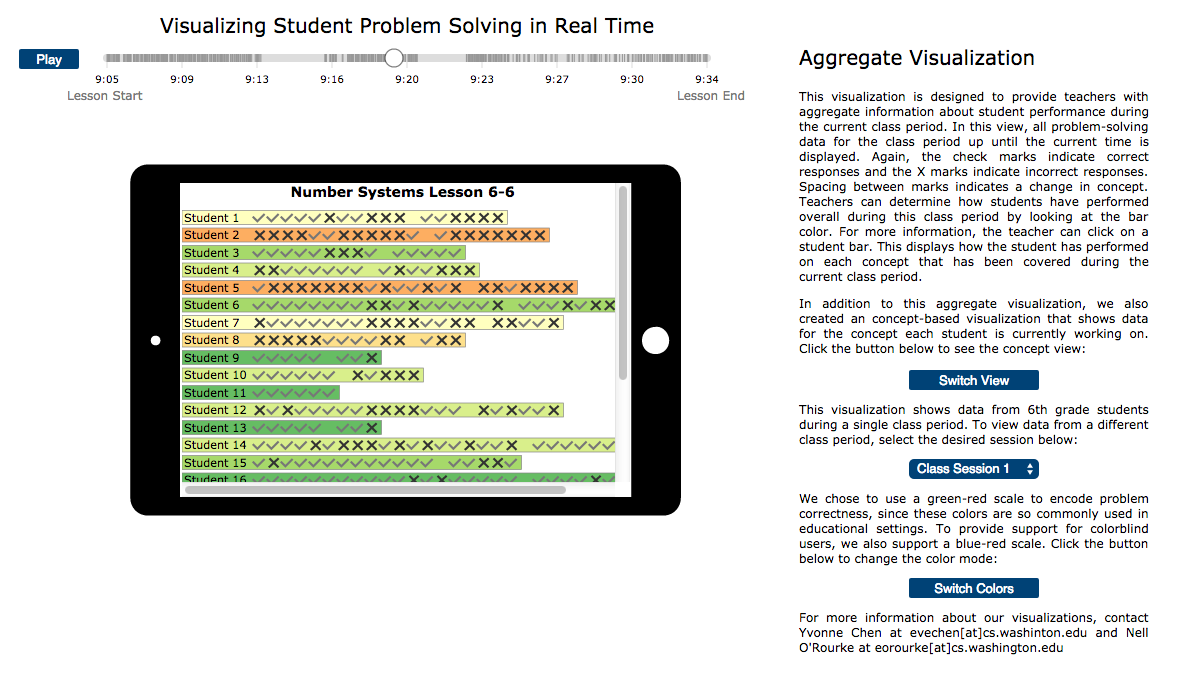 Visualizing Student Problem Solving in Real Time
Play
9:05 9:09 9:13 9:16 9:20 9:23 9:27 9:30 9:34
Lesson Start Lesson End
Number Systems Lesson 6-6
Student 1
Student 2
Student 3
Student 4
Student 5
Student 6
Student 7
Student 8
Student 9
Student 10
Student 11
Student 12
Student 13
Student 14
Student 15
Student 16
Aggregate Visualization
This visualization is designed to provide teachers with
aggregate information about student performance during
the current class period. In this view, all problem-solving
data for the class period up until the current time is
displayed. Again, the check marks indicate correct
responses and the X marks indicate incorrect responses.
Spacing between marks indicates a change in concept.
Teachers can determine how students have performed
overall during this class period by looking at the bar
color. For more information, the teacher can click on a
student bar. This displays how the student has performed
on each concept that has been covered during the
current class period.
In addition to this aggregate visualization, we also
created an concept-based visualization that shows data
for the concept each student is currently working on.
Click the button below to see the concept view:
Switch View
This visualization shows data from 6th grade students
during a single class period. To view data from a different
class period, select the desired session below:
Class Session 1
We chose to use a green-red scale to encode problem
correctness, since these colors are so commonly used in
educational settings. To provide support for colorblind
users, we also support a blue-red scale. Click the button
below to change the color mode:
Switch Colors
For more information about our visualizations, contact
Yvonne Chen at evechen[at]cs.washinton.edu and Nell
O'Rourke at eorourke[at]cs.washington.edu